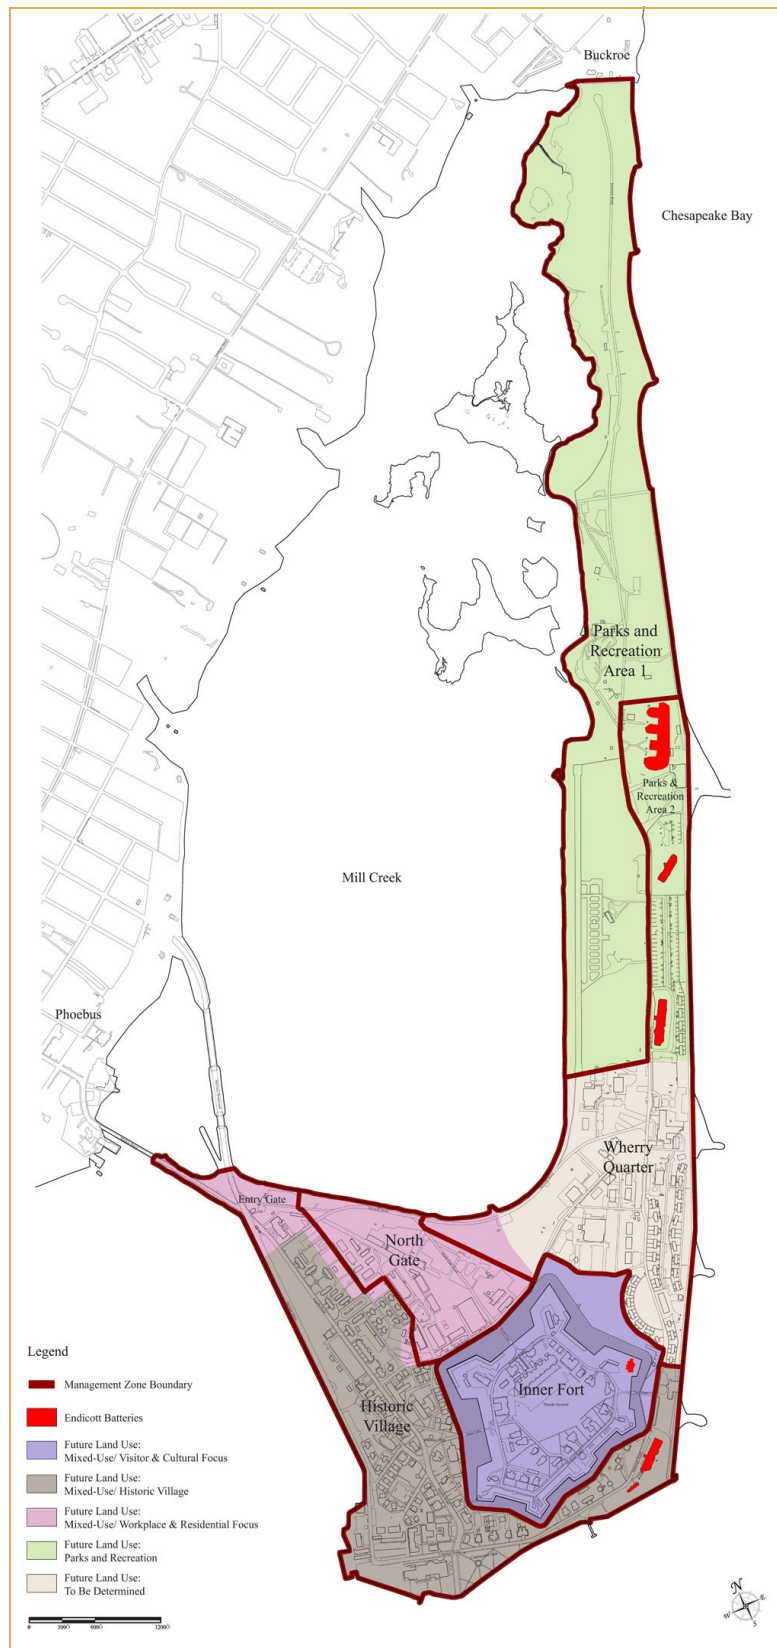 Buckroe
Chesapeake Bay
Parks and
Recreation
Area 1
Parks &
Recreation
Area 2
Mill Creek
Phoebus
Wherry
Quarter
Entry Gate
North
Gate
Inner Fort
Parade Ground
Historic
Village
Legend
Management Zone Boundary
Endicott Batteries
Future Land Use:
Mixed-Use/ Visitor & Cultural Focus
Future Land Use:
Mixed-Use/ Historic Village
Future Land Use:
Mixed-Use/ Workplace & Residential Focus
Future Land Use:
Parks and Recreation
Future Land Use:
To Be Determined
N
W
E
S